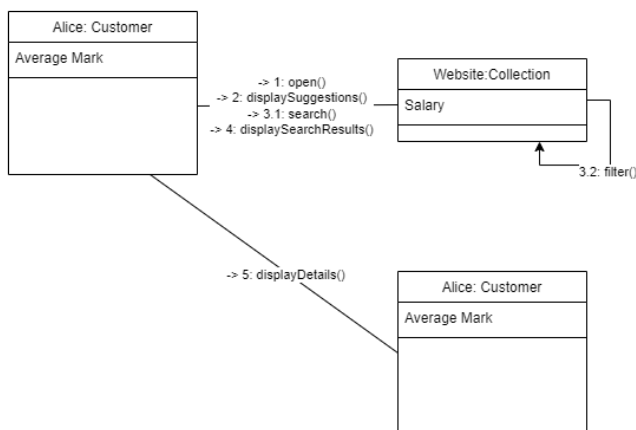 Alice: Customer
Average Mark
-> 1: open()
-> 2: displaySuggestions()
-> 3.1: search()
-> 4: displaySearchResults()
Website:Collection
Salary
3.2: filter()
-> 5: displayDetails()
Alice: Customer
Average Mark